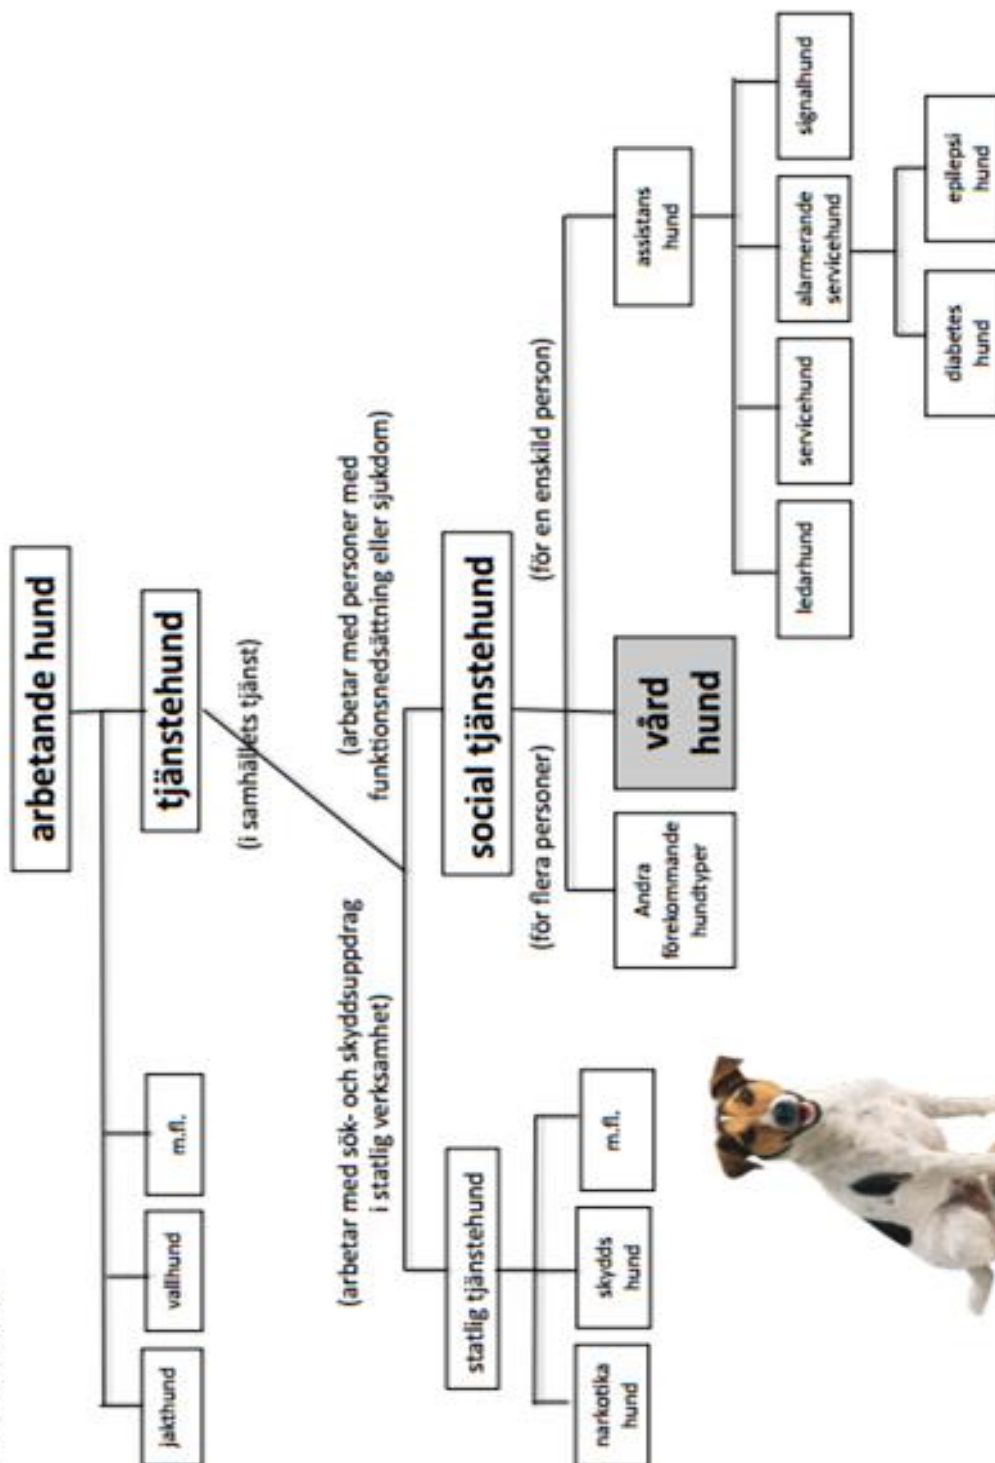 arbetande hund
jakthund
vallhund
m.fl.
tjänstehund
(i samhällets tjänst)
(arbetar med sök- och skyddsuppdrag
i statlig verksamhet)
(arbetar med personer med
funktionsnedsättning eller sjukdom)
statlig tjänstehund
social tjänstehund
(för flera personer)
(för en enskild person)
narkotika
hund
skydds
hund
m.fl.
Andra
förekommande
hundtyper
vård
hund
assistans
hund
ledarhund
servicehund
alarmerande
servicehund
signalhund
diabetes
hund
epilepsi
hund